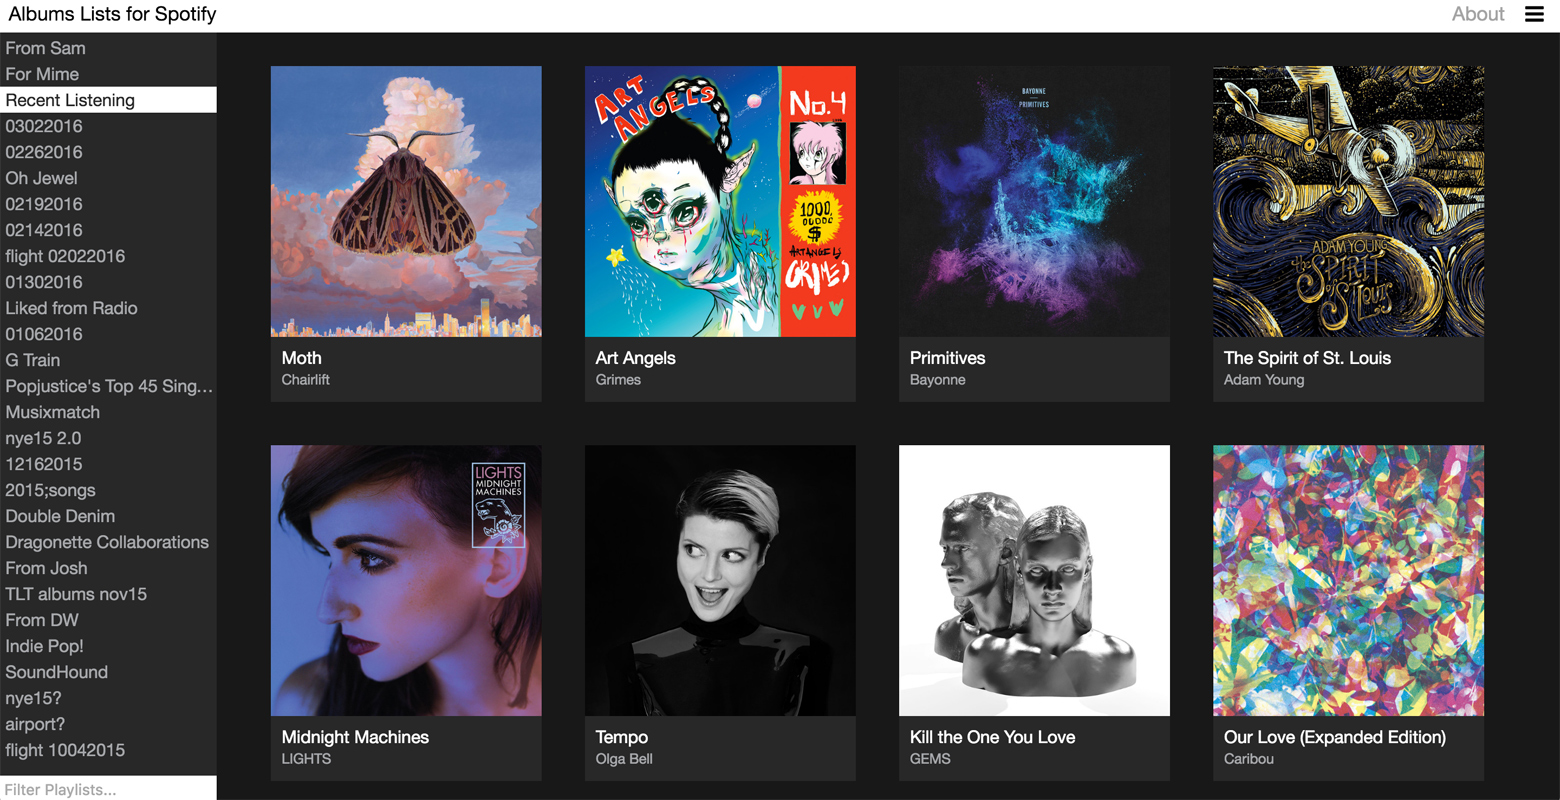 Albums Lists for Spotify
About
From Sam
For Mime
Recent Listening
03022016
02262016
Oh Jewel
02192016
02142016
flight 02022016
01302016
Liked from Radio
01062016
G Train
Popjustice's Top 45 Sing…
Musixmatch
nye15 2.0
12162015
2015;songs
Double Denim
Dragonette Collaborations
From Josh
TLT albums nov15
From DW
Indie Pop!
SoundHound
nye15?
airport?
flight 10042015
Filter Playlists...
Moth
Chairlift
ART
ANGELS
No.4
1000,
$
ART ANGELS
GRIMES
Art Angels
Grimes
BAYONNE
PRIMITIVES
Primitives
Bayonne
ADAM YOUNG
the SPIRIT
of ST. LOUIS
The Spirit of St. Louis
Adam Young
LIGHTS
MIDNIGHT
MACHINES
Midnight Machines
LIGHTS
Tempo
Olga Bell
Kill the One You Love
GEMS
Our Love (Expanded Edition)
Caribou